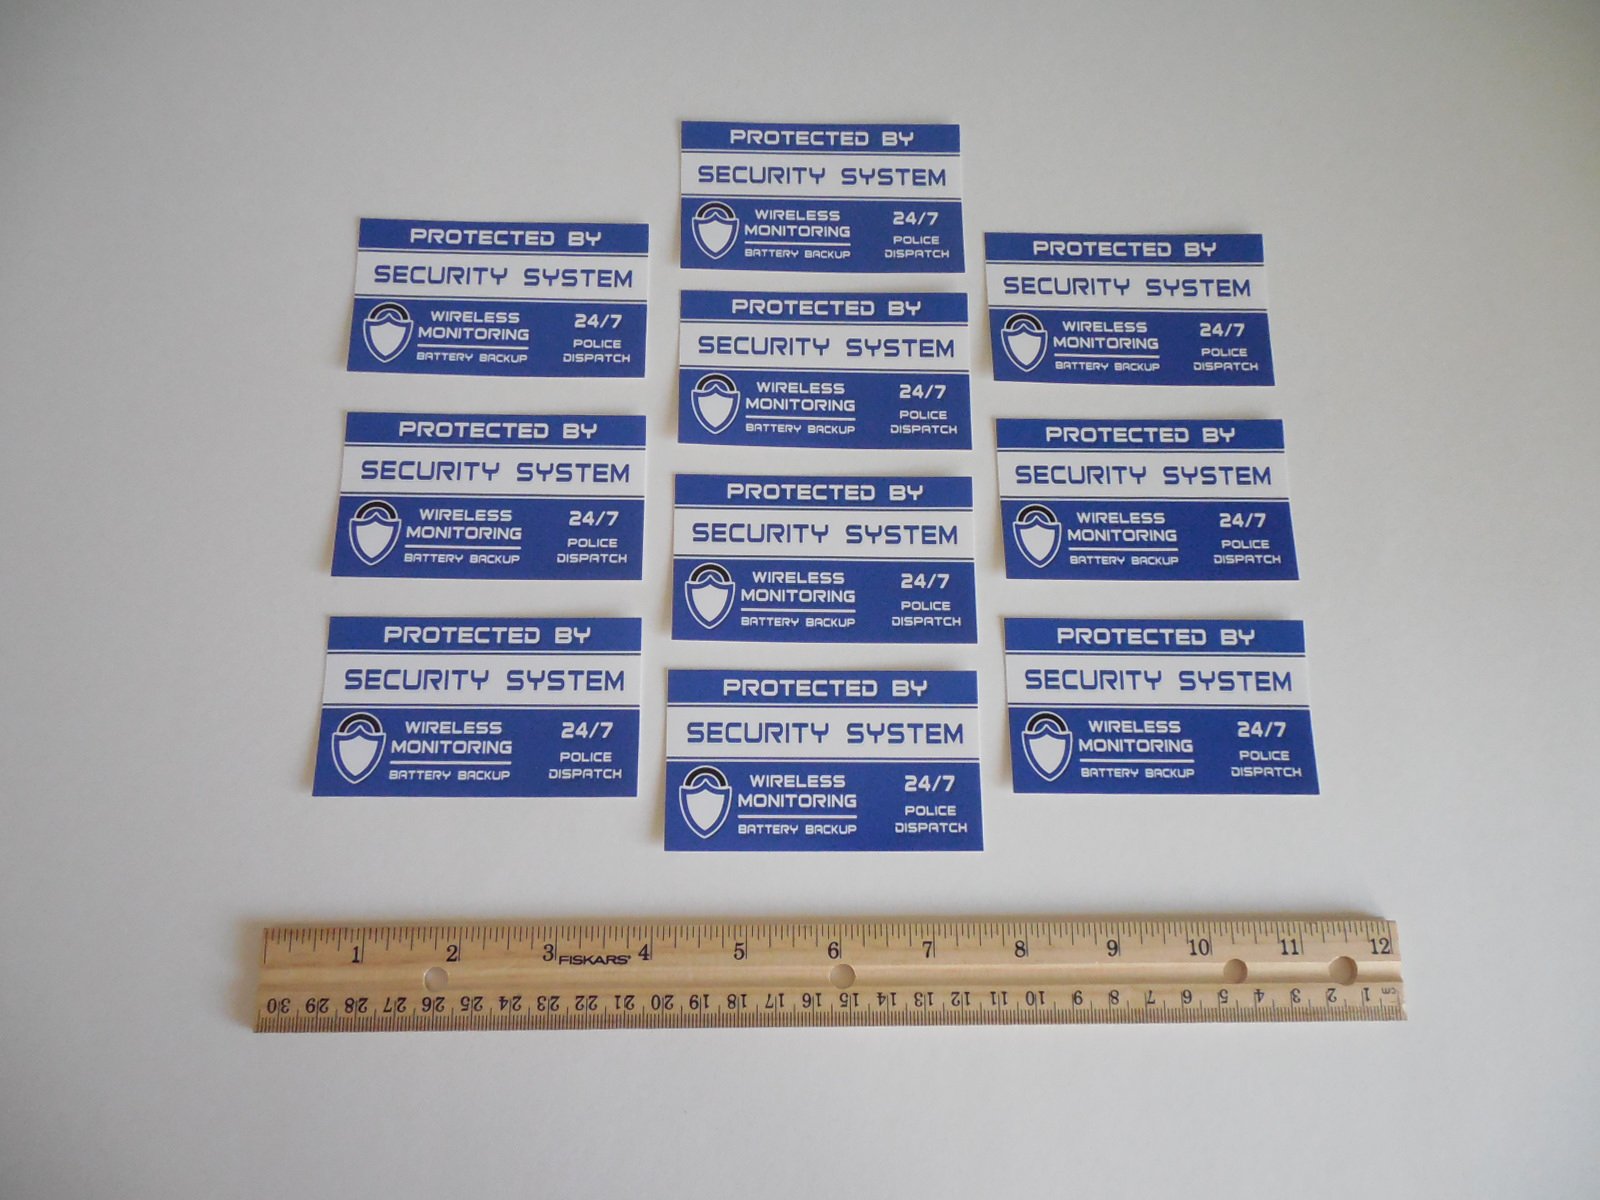 PROTECTED BY
SECURITY SYSTEM
WIRELESS
MONITORING
BATTERY BACKUP
24/7
POLICE
DISPATCH
PROTECTED BY
SECURITY SYSTEM
WIRELESS
MONITORING
BATTERY BACKUP
24/7
POLICE
DISPATCH
PROTECTED BY
SECURITY SYSTEM
WIRELESS
MONITORING
BATTERY BACKUP
24/7
POLICE
DISPATCH
PROTECTED BY
SECURITY SYSTEM
WIRELESS
MONITORING
BATTERY BACKUP
24/7
POLICE
DISPATCH
PROTECTED BY
SECURITY SYSTEM
WIRELESS
MONITORING
BATTERY BACKUP
24/7
POLICE
DISPATCH
PROTECTED BY
SECURITY SYSTEM
WIRELESS
MONITORING
BATTERY BACKUP
24/7
POLICE
DISPATCH
PROTECTED BY
SECURITY SYSTEM
WIRELESS
MONITORING
BATTERY BACKUP
24/7
POLICE
DISPATCH
PROTECTED BY
SECURITY SYSTEM
WIRELESS
MONITORING
BATTERY BACKUP
24/7
POLICE
DISPATCH
PROTECTED BY
SECURITY SYSTEM
WIRELESS
MONITORING
BATTERY BACKUP
24/7
POLICE
DISPATCH
PROTECTED BY
SECURITY SYSTEM
WIRELESS
MONITORING
BATTERY BACKUP
24/7
POLICE
DISPATCH
1 2 3 FISKARS® 4 5 6 7 8 9 10 11 12
30 29 28 27 26 25 24 23 22 21 20 19 18 17 16 15 14 13 12 11 10 9 8 7 6 5 4 3 2 1 cm